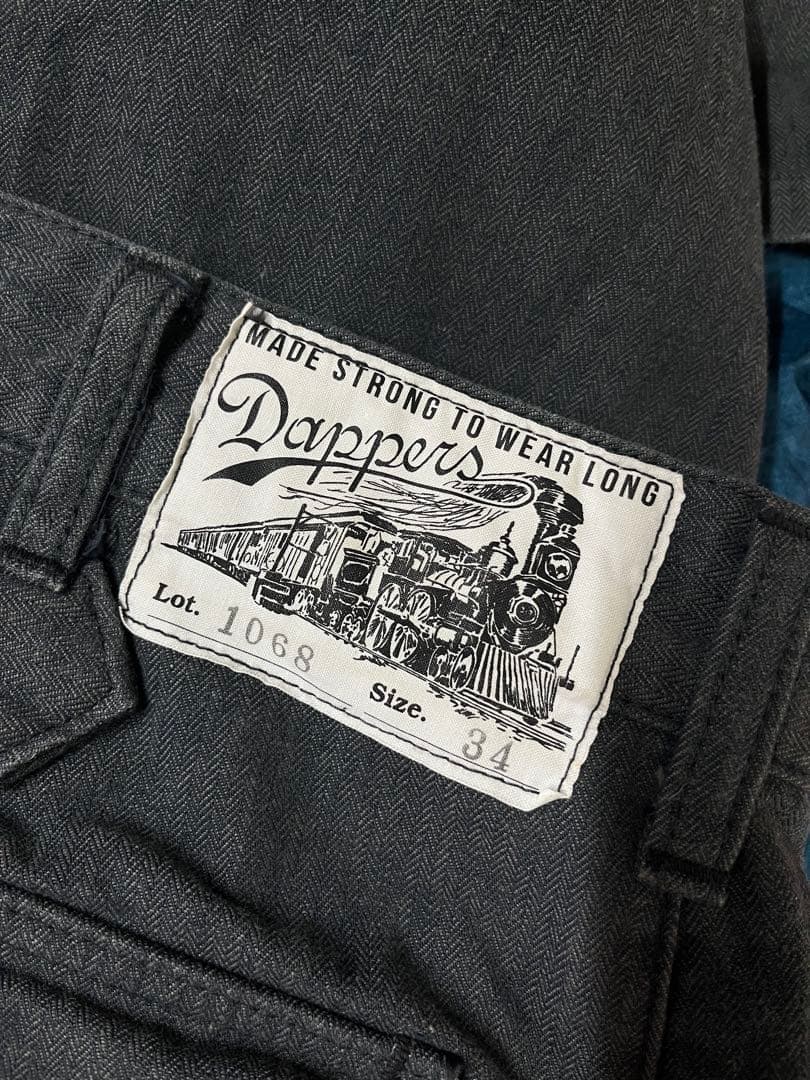 MADE STRONG TO WEAR LONG
Dappers
Lot. 1068
Size. 34